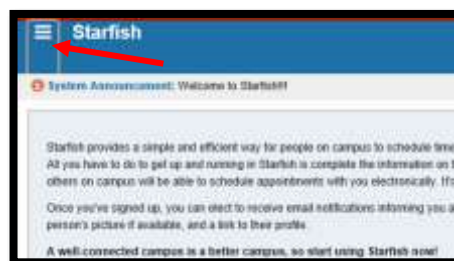 Starfish
System Announcement: Welcome to Starfish!!!
Starfish provides a simple and efficient way for people on campus to schedule time
All you have to do to get up and running in Starfish is complete the information on
others on campus will be able to schedule appointments with you electronically. It's
Once you've signed up, you can elect to receive email notifications informing you
person's picture if available, and a link to their profile.
A well-connected campus is a better campus, so start using Starfish now!